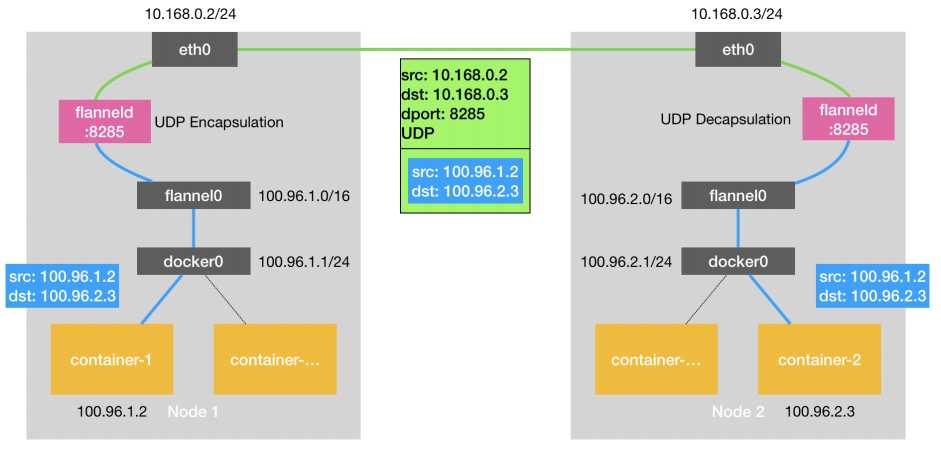 10.168.0.2/24
10.168.0.3/24
eth0
eth0
src: 10.168.0.2
dst: 10.168.0.3
dport: 8285
UDP
src: 100.96.1.2
dst: 100.96.2.3
flanneld
:8285
UDP Encapsulation
UDP Decapsulation
flanneld
:8285
flannel0
100.96.1.0/16
100.96.2.0/16
flannel0
docker0
100.96.1.1/24
100.96.2.1/24
docker0
src: 100.96.1.2
dst: 100.96.2.3
src: 100.96.1.2
dst: 100.96.2.3
container-1
container-...
container-...
container-2
100.96.1.2
Node 1
Node 2
100.96.2.3